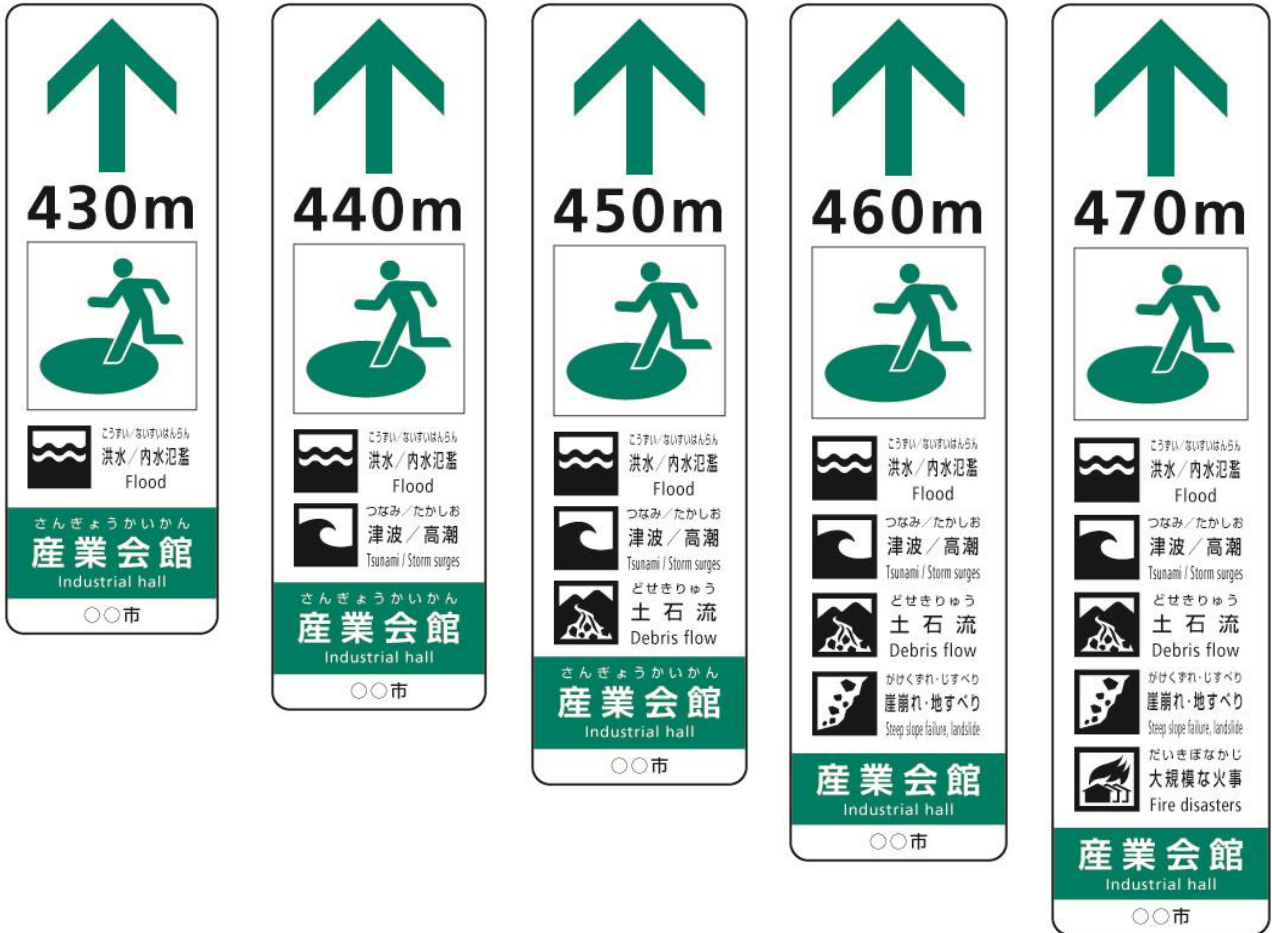 430m
こうずい/ないすいはんらん
洪水/内水氾濫
Flood
さんぎょうかいかん
産業会館
Industrial hall
○○市
440m
こうずい/ないすいはんらん
洪水/内水氾濫
Flood
つなみ/たかしお
津波/高潮
Tsunami / Storm surges
さんぎょうかいかん
産業会館
Industrial hall
○○市
450m
こうずい/ないすいはんらん
洪水/内水氾濫
Flood
つなみ/たかしお
津波/高潮
Tsunami / Storm surges
どせきりゅう
土石流
Debris flow
さんぎょうかいかん
産業会館
Industrial hall
○○市
460m
こうずい/ないすいはんらん
洪水/内水氾濫
Flood
つなみ/たかしお
津波/高潮
Tsunami / Storm surges
どせきりゅう
土石流
Debris flow
がけくずれ・じすべり
崖崩れ・地すべり
Steep slope failure, landslide
産業会館
Industrial hall
○○市
470m
こうずい/ないすいはんらん
洪水/内水氾濫
Flood
つなみ/たかしお
津波/高潮
Tsunami / Storm surges
どせきりゅう
土石流
Debris flow
がけくずれ・じすべり
崖崩れ・地すべり
Steep slope failure, landslide
だいきぼなかじ
大規模な火事
Fire disasters
産業会館
Industrial hall
○○市